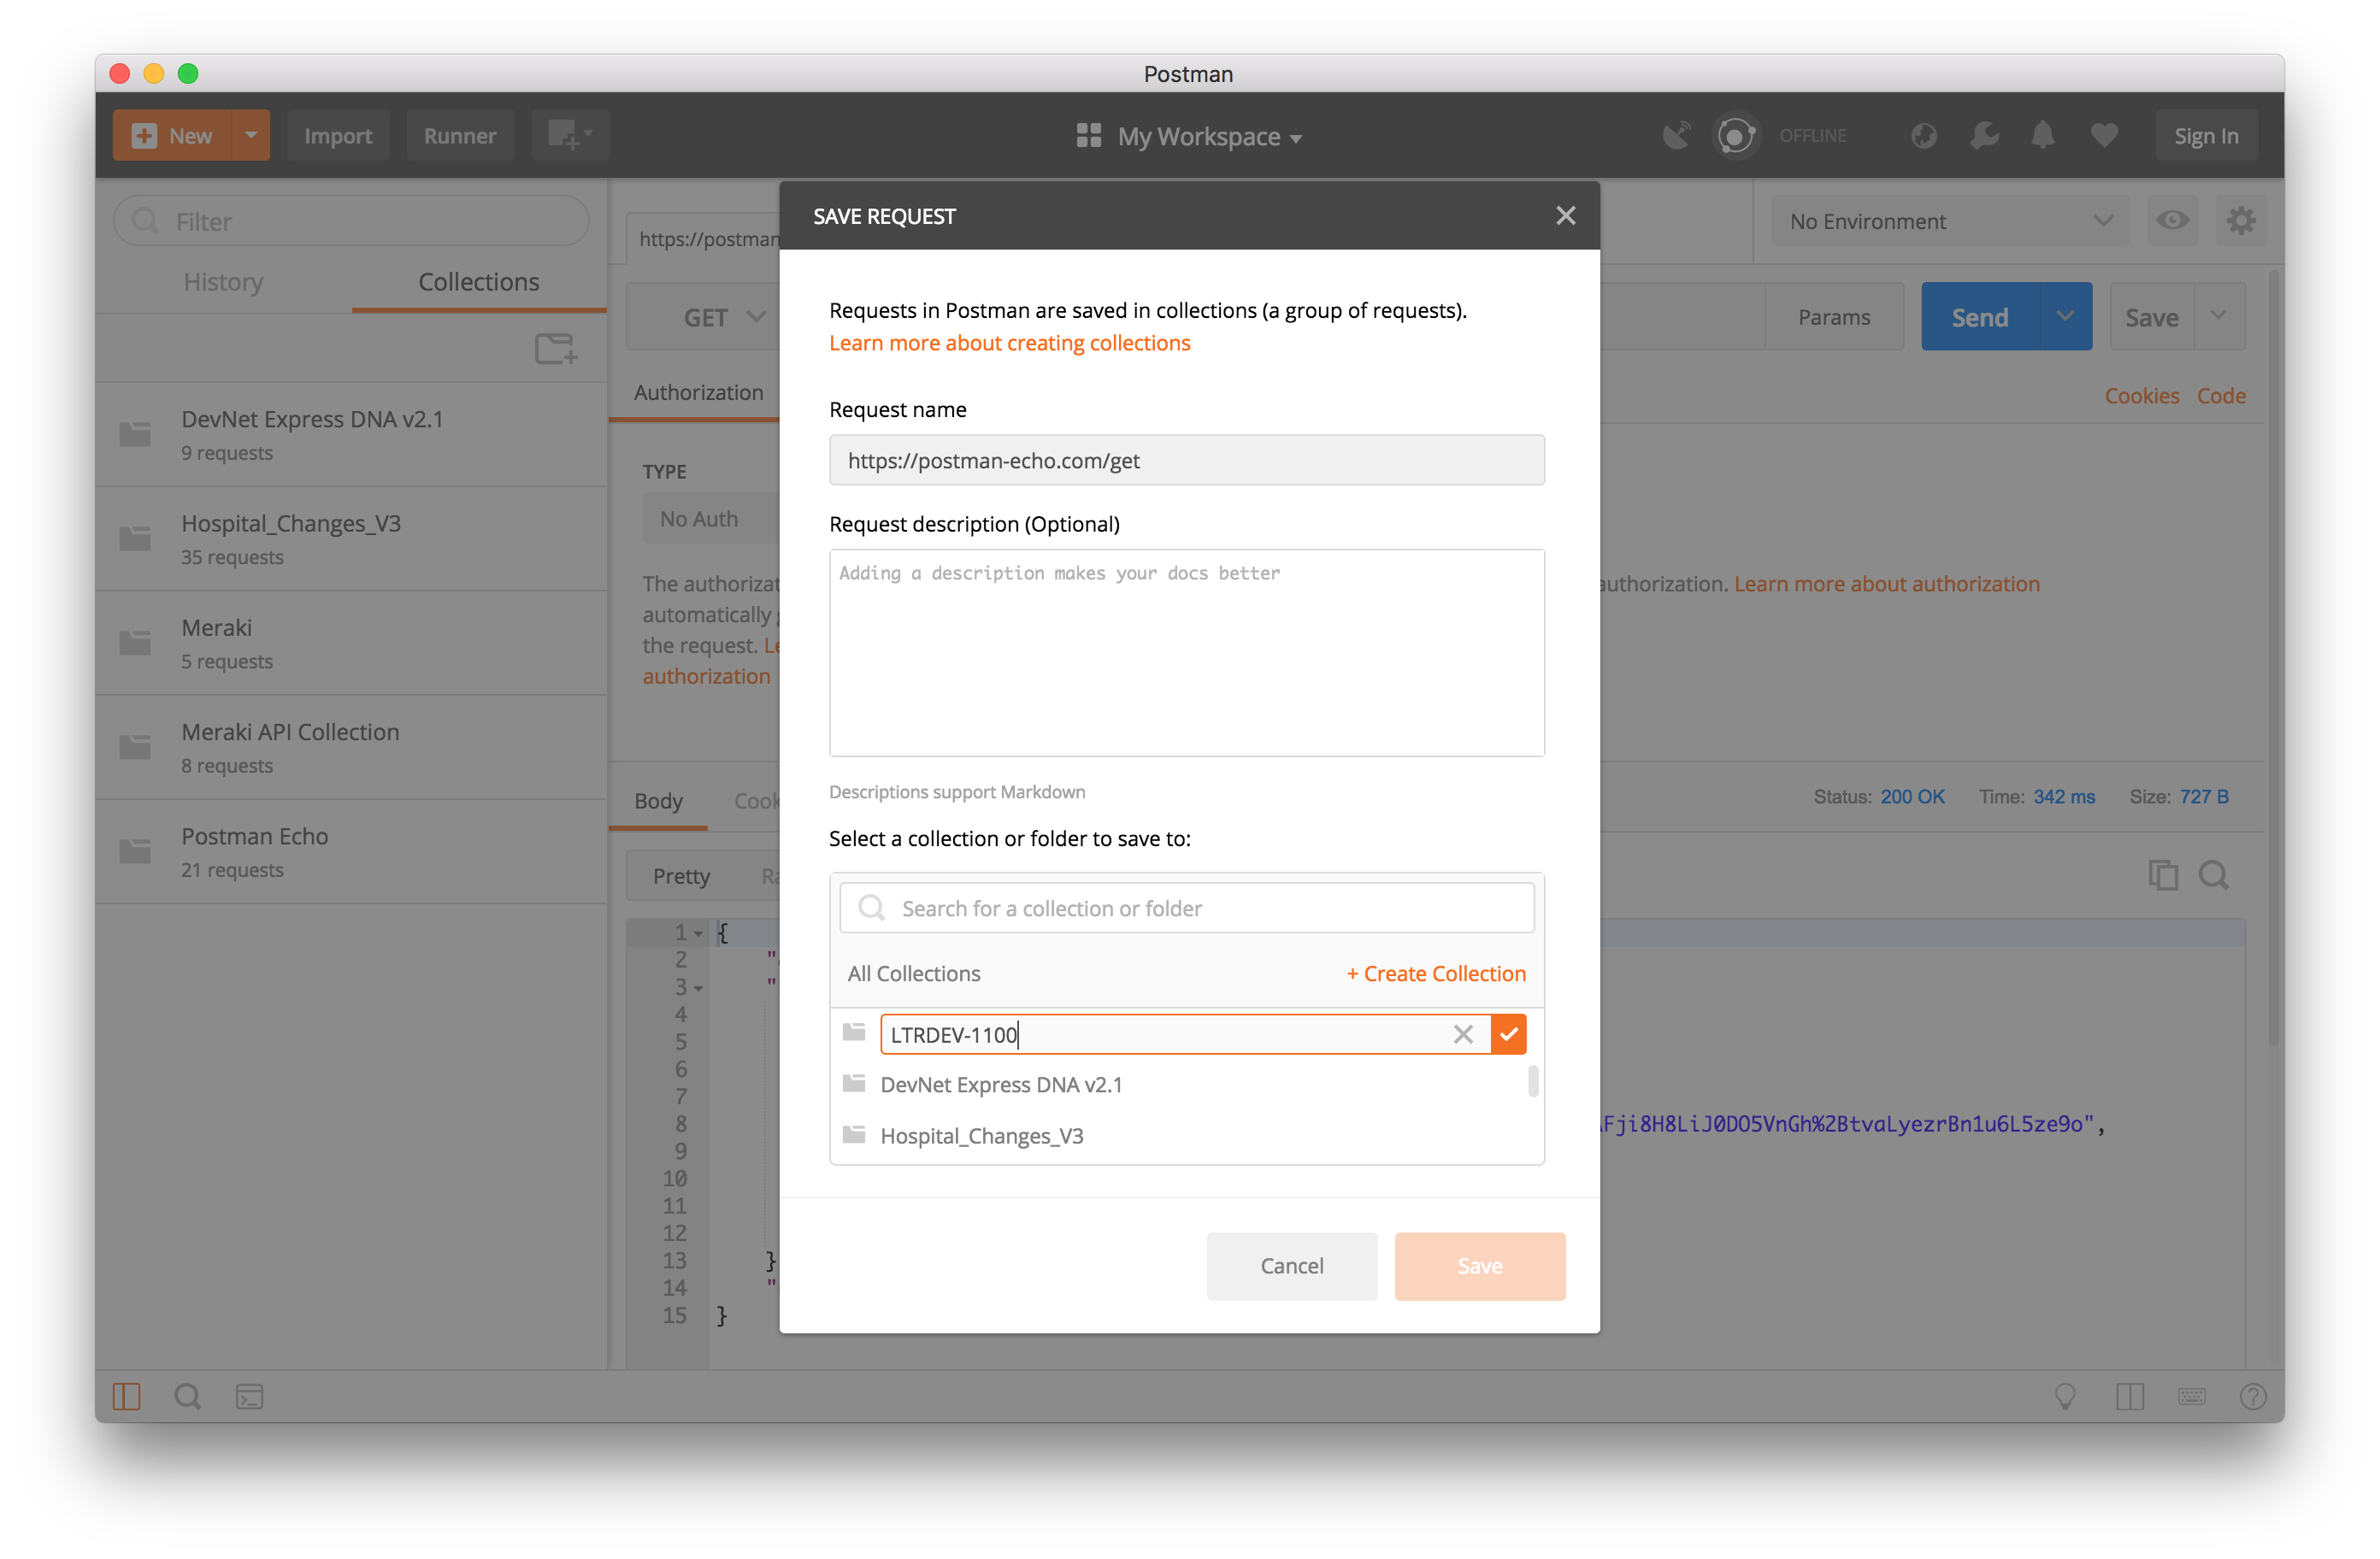 Postman
New
Import
Runner
My Workspace
OFFLINE
Sign In
Filter
History
Collections
DevNet Express DNA v2.1
9 requests
Hospital_Changes_V3
35 requests
Meraki
5 requests
Meraki API Collection
8 requests
Postman Echo
21 requests
https://postman
No Environment
GET
Params
Send
Save
Authorization
Cookies Code
TYPE
No Auth
The authorizat
automatically
the request. Le
authorization
authorization. Learn more about authorization
Body
Cook
Status: 200 OK Time: 342 ms Size: 727 B
Pretty
Ra
1 {
2 "
3 "
4
5
6
7
8
Fji8H8LiJ0DO5VnGh%2BtvaLyezrBn1u6L5ze9o",
9
10
11
12
13 }
14 "
15 }
SAVE REQUEST
Requests in Postman are saved in collections (a group of requests).
Learn more about creating collections
Request name
https://postman-echo.com/get
Request description (Optional)
Adding a description makes your docs better
Descriptions support Markdown
Select a collection or folder to save to:
Search for a collection or folder
All Collections
+ Create Collection
LTRDEV-1100
DevNet Express DNA v2.1
Hospital_Changes_V3
Cancel
Save